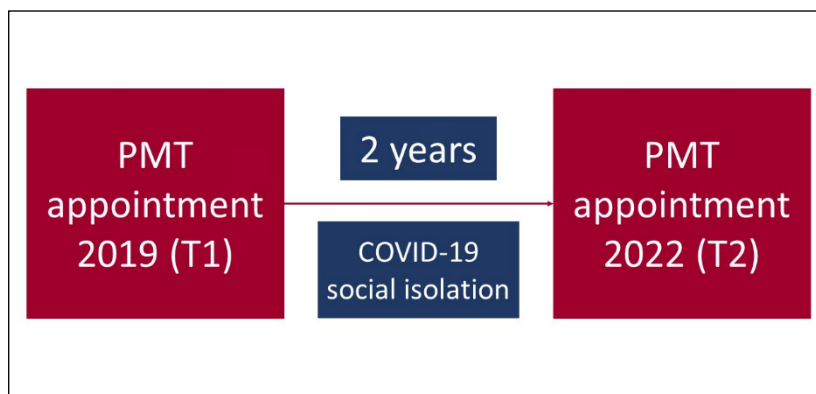 PMT
appointment
2019 (T1)
2 years
COVID-19
social isolation
PMT
appointment
2022 (T2)